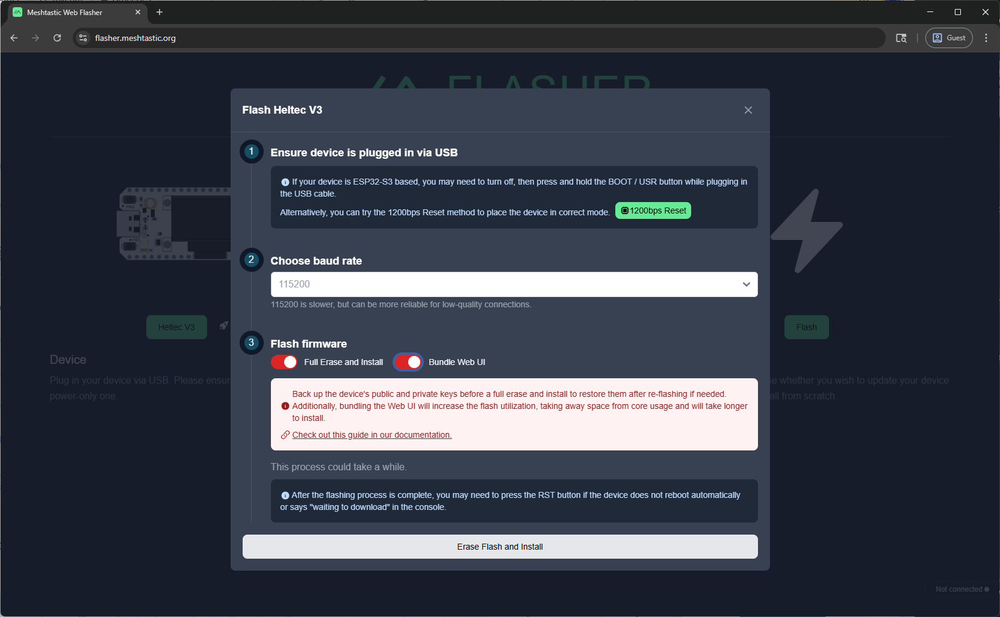 Meshtastic Web Flasher
flasher.meshtastic.org
Guest
FLASHER
Flash Heltec V3
1
Ensure device is plugged in via USB
If your device is ESP32-S3 based, you may need to turn off, then press and hold the BOOT / USR button while plugging in
the USB cable.
Alternatively, you can try the 1200bps Reset method to place the device in correct mode.
1200bps Reset
2
Choose baud rate
115200
115200 is slower, but can be more reliable for low-quality connections.
Heltec V3
Flash
3
Flash firmware
Full Erase and Install
Bundle Web UI
Device
Plug in your device via USB. Please ensur
power-only one.
se whether you wish to update your device
all from scratch.
Back up the device's public and private keys before a full erase and install to restore them after re-flashing if needed.
Additionally, bundling the Web UI will increase the flash utilization, taking away space from core usage and will take longer
to install.
Check out this guide in our documentation.
This process could take a while.
After the flashing process is complete, you may need to press the RST button if the device does not reboot automatically
or says "waiting to download" in the console.
Erase Flash and Install
Not connected